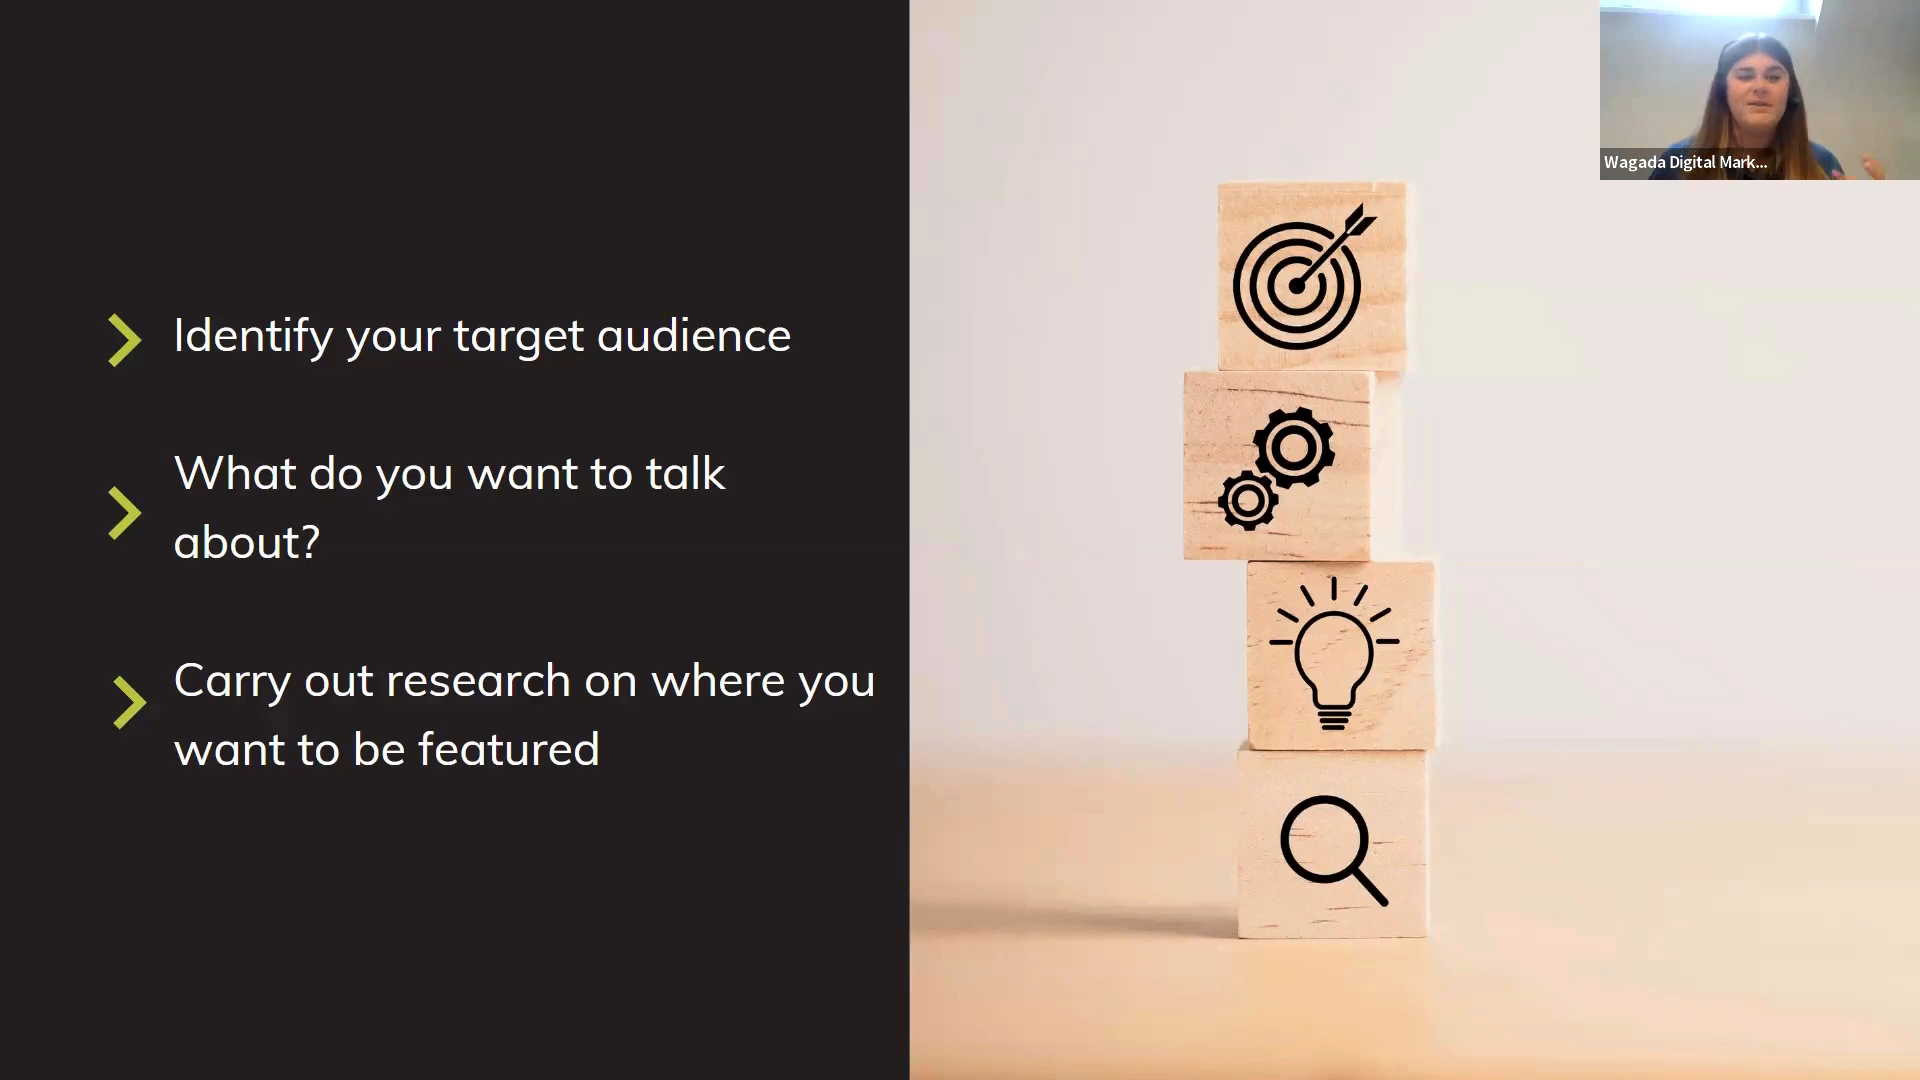 Identify your target audience
What do you want to talk
about?
Carry out research on where you
want to be featured
Wagada Digital Mark...